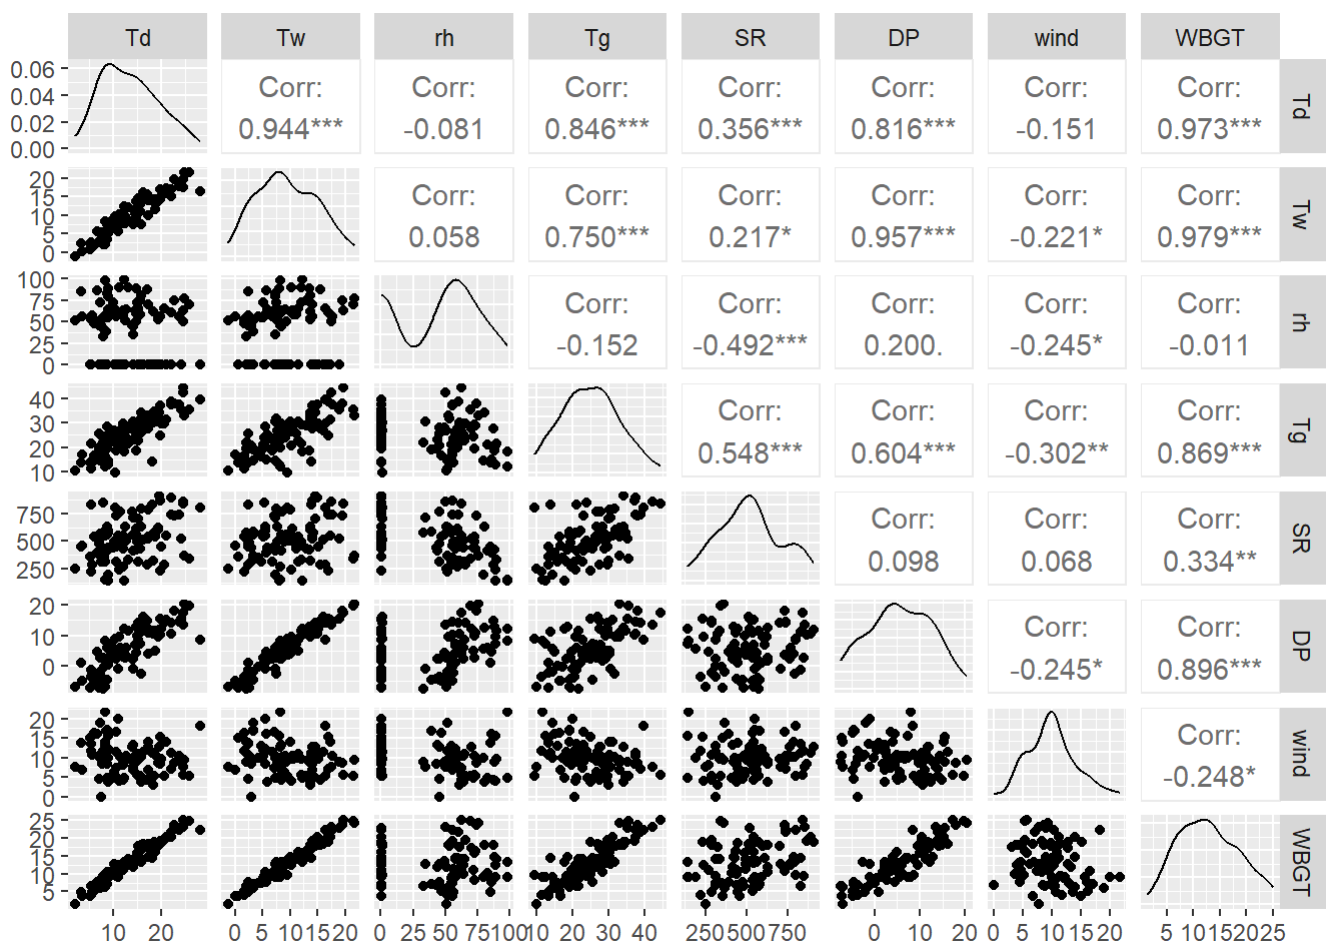 Td Tw rh Tg SR DP wind WBGT
0.06
0.04
0.02
0.00
Corr: Corr: Corr: Corr: Corr: Corr: Corr:
0.944*** -0.081 0.846*** 0.356*** 0.816*** -0.151 0.973***
Td
20
15
10
5
0
Corr: Corr: Corr: Corr: Corr: Corr:
0.058 0.750*** 0.217* 0.957*** -0.221* 0.979***
Tw
100
75
50
25
0
Corr: Corr: Corr: Corr: Corr:
-0.152 -0.492*** 0.200. -0.245* -0.011
rh
40
30
20
10
Corr: Corr: Corr: Corr:
0.548*** 0.604*** -0.302** 0.869***
Tg
750
500
250
Corr: Corr: Corr:
0.098 0.068 0.334**
SR
20
10
0
Corr: Corr:
-0.245* 0.896***
DP
20
15
10
5
0
Corr:
-0.248*
wind
25
20
15
10
5
WBGT
10 20 0 5 10 15 20 0 25 50 75 100 10 20 30 40 250 500 750 0 10 20 0 5 10 15 20 5 10 15 20 25